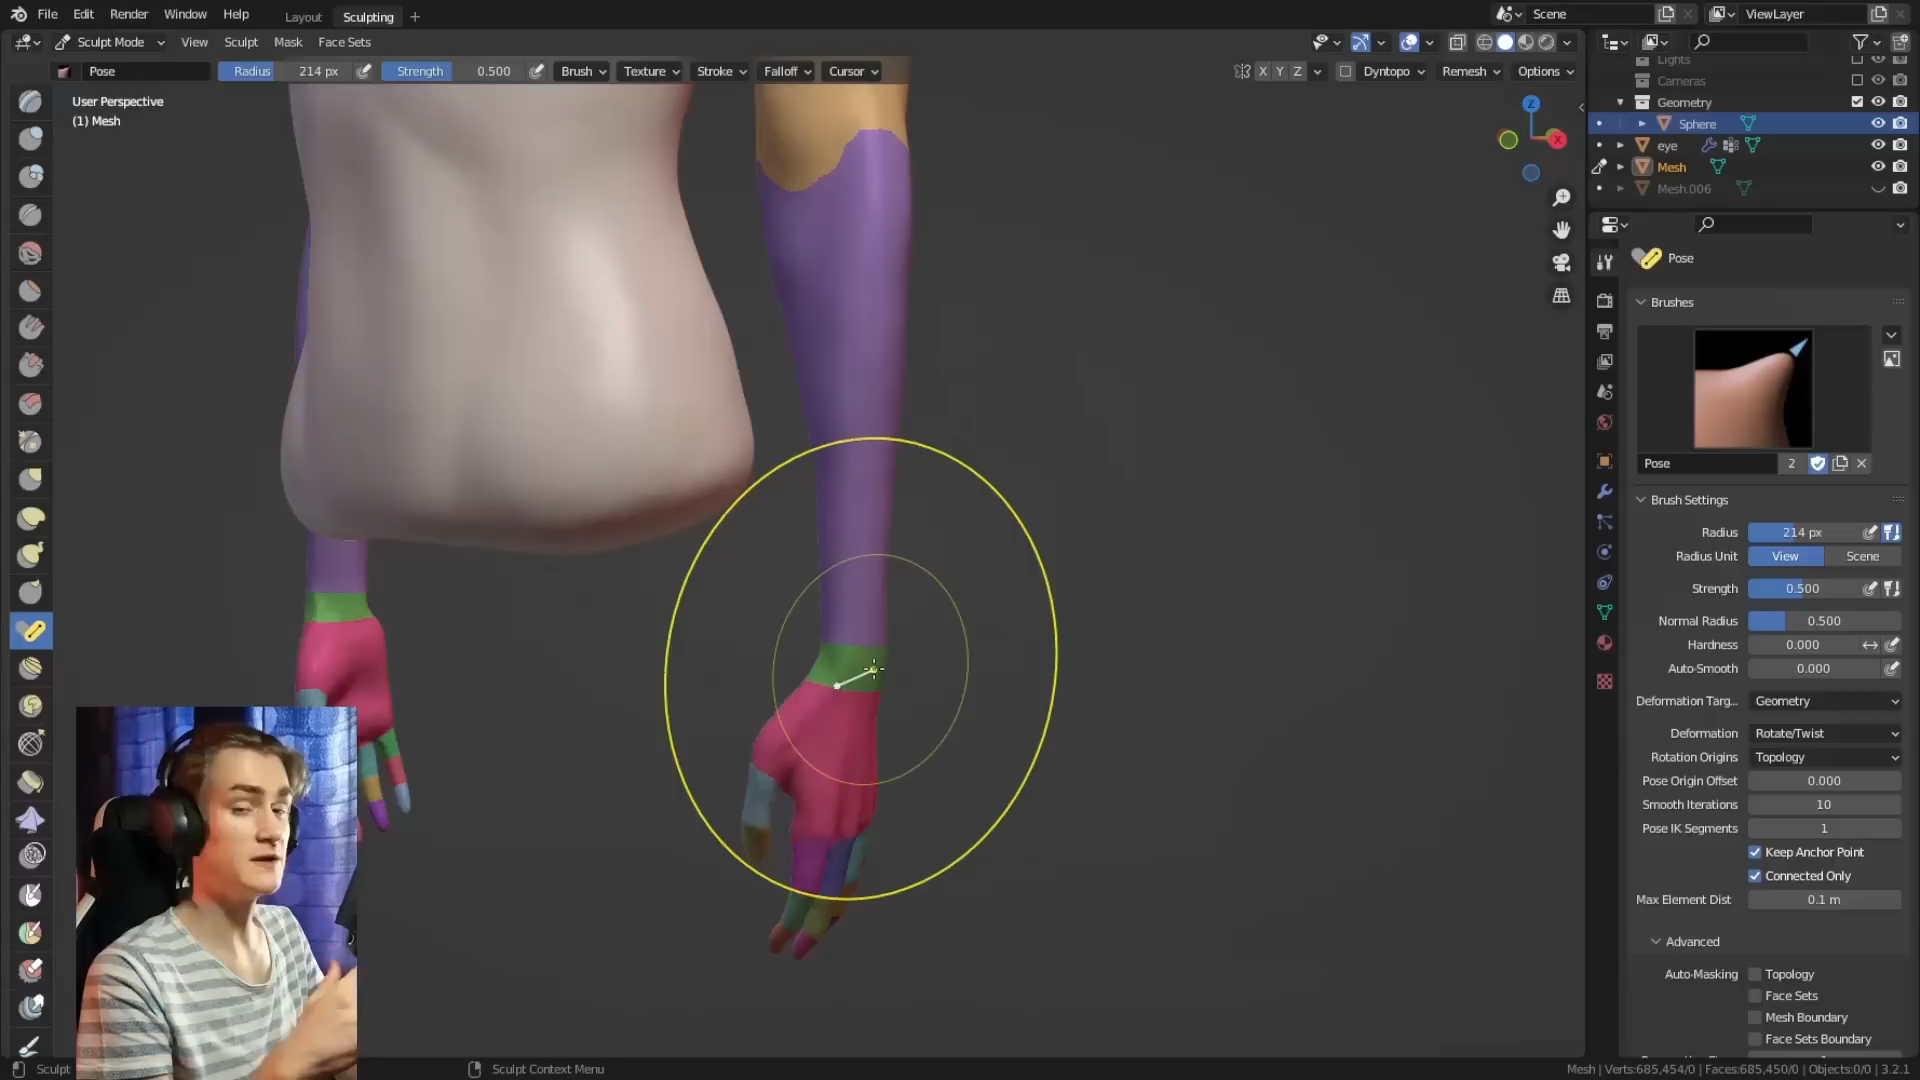 File Edit Render Window Help Layout Sculpting + Scene ViewLayer
Sculpt Mode View Sculpt Mask Face Sets
Pose Radius 214 px Strength 0.500 Brush Texture Stroke Falloff Cursor X Y Z Dyntopo Remesh Options
User Perspective
(1) Mesh
Z
X
Lights
Cameras
Geometry
Sphere
eye
Mesh
Mesh.006
Pose
Brushes
Pose 2
Brush Settings
Radius 214 px
Radius Unit View Scene
Strength 0.500
Normal Radius 0.500
Hardness 0.000
Auto-Smooth 0.000
Deformation Targ... Geometry
Deformation Rotate/Twist
Rotation Origins Topology
Pose Origin Offset 0.000
Smooth Iterations 10
Pose IK Segments 1
Keep Anchor Point
Connected Only
Max Element Dist 0.1 m
Advanced
Auto-Masking Topology
Face Sets
Mesh Boundary
Face Sets Boundary
Sculpt Sculpt Context Menu Mesh | Verts:685,454/0 | Faces:685,450/0 | Objects:0/0 | 3.2.1